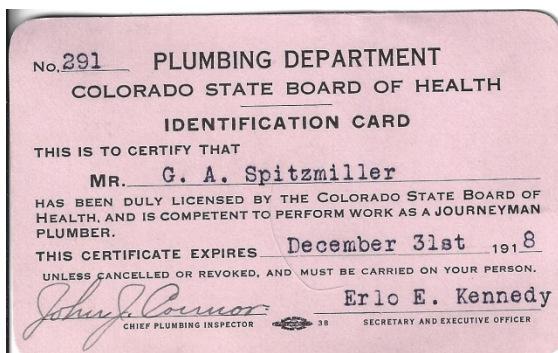 No. 291 PLUMBING DEPARTMENT
COLORADO STATE BOARD OF HEALTH
IDENTIFICATION CARD
THIS IS TO CERTIFY THAT
MR. G. A. Spitzmiller
HAS BEEN DULY LICENSED BY THE COLORADO STATE BOARD OF
HEALTH, AND IS COMPETENT TO PERFORM WORK AS A JOURNEYMAN
PLUMBER.
THIS CERTIFICATE EXPIRES December 31st 1918
UNLESS CANCELLED OR REVOKED, AND MUST BE CARRIED ON YOUR PERSON.
John J. Connor Erlo E. Kennedy
CHIEF PLUMBING INSPECTOR 38 SECRETARY AND EXECUTIVE OFFICER